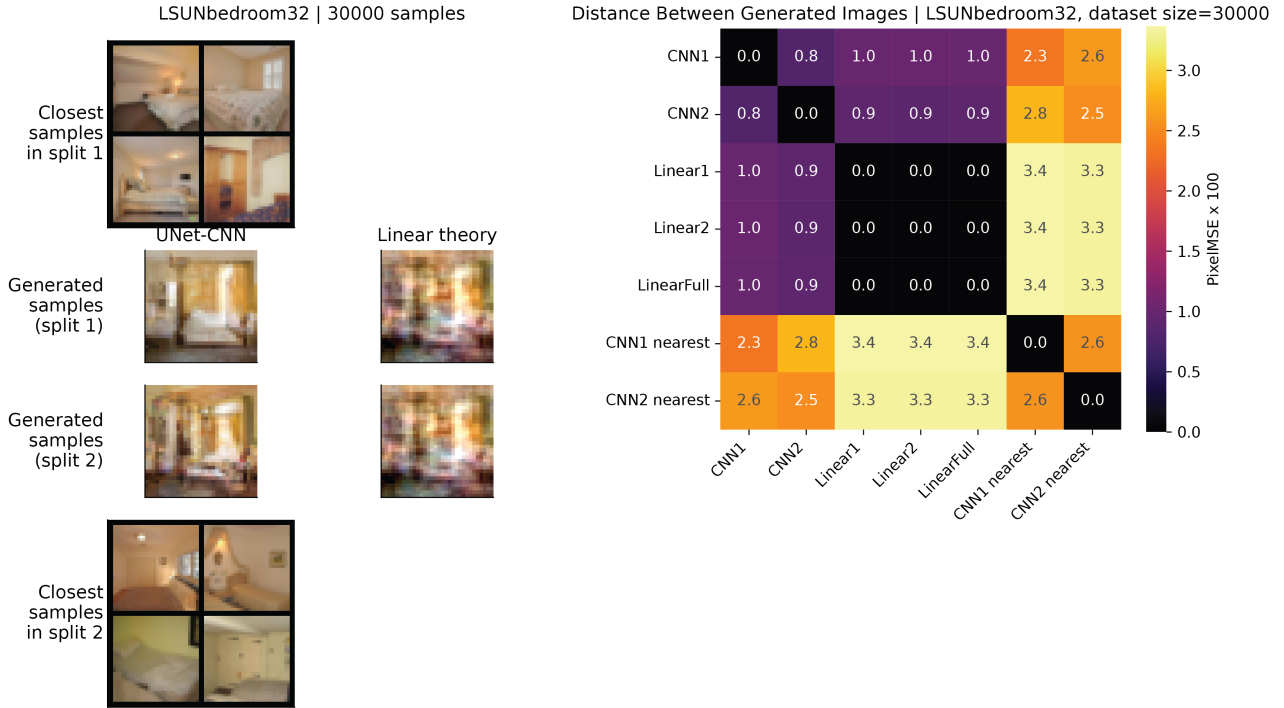 LSUNbedroom32 | 30000 samples
Closest
samples
in split 1
UNet-CNN
Linear theory
Generated
samples
(split 1)
Generated
samples
(split 2)
Closest
samples
in split 2
Distance Between Generated Images | LSUNbedroom32, dataset size=30000
CNN1 0.0 0.8 1.0 1.0 1.0 2.3 2.6
CNN2 0.8 0.0 0.9 0.9 0.9 2.8 2.5
Linear1 1.0 0.9 0.0 0.0 0.0 3.4 3.3
Linear2 1.0 0.9 0.0 0.0 0.0 3.4 3.3
LinearFull 1.0 0.9 0.0 0.0 0.0 3.4 3.3
CNN1 nearest 2.3 2.8 3.4 3.4 3.4 0.0 2.6
CNN2 nearest 2.6 2.5 3.3 3.3 3.3 2.6 0.0
CNN1
CNN2
Linear1
Linear2
LinearFull
CNN1 nearest
CNN2 nearest
3.0
2.5
2.0
1.5
1.0
0.5
0.0
PixelMSE x 100